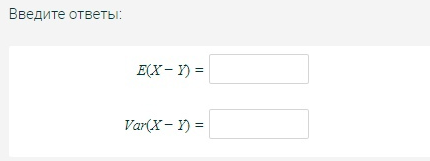 Введите ответы:
E(X − Y) =
Var(X − Y) =